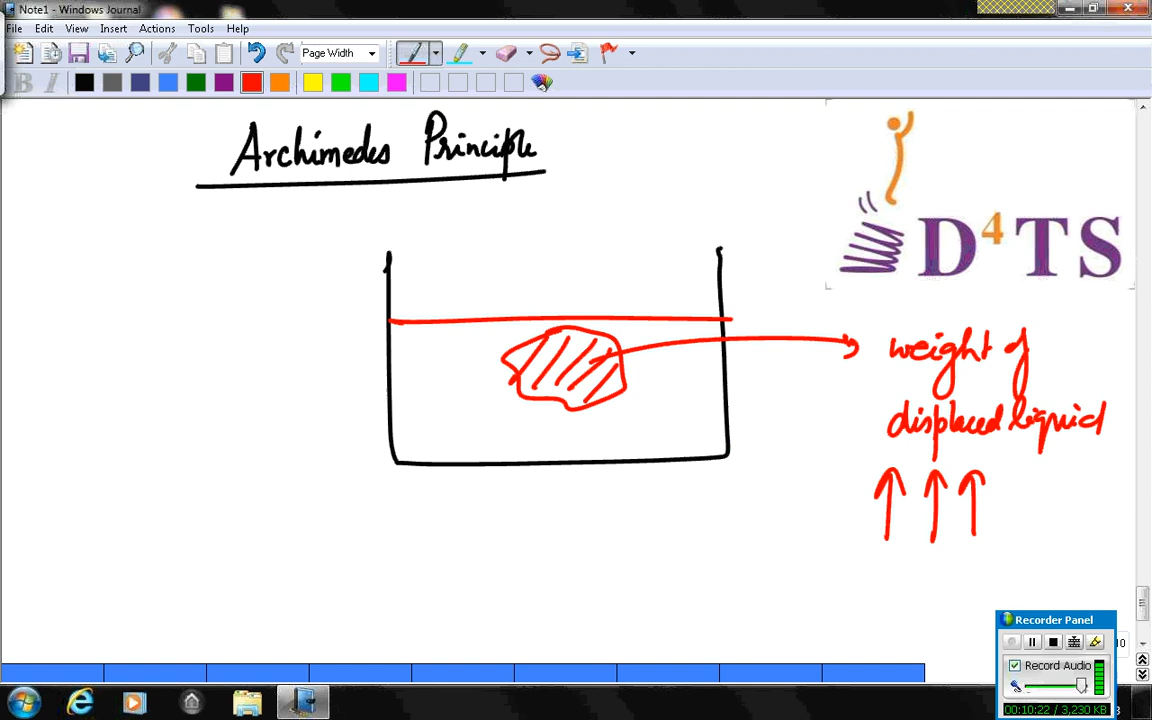 Note1 - Windows Journal
File Edit View Insert Actions Tools Help
Page Width
B I
Archimedes Principle
D4TS
weight of
displaced liquid
Recorder Panel
Record Audio
00:10:22 / 3,230 KB